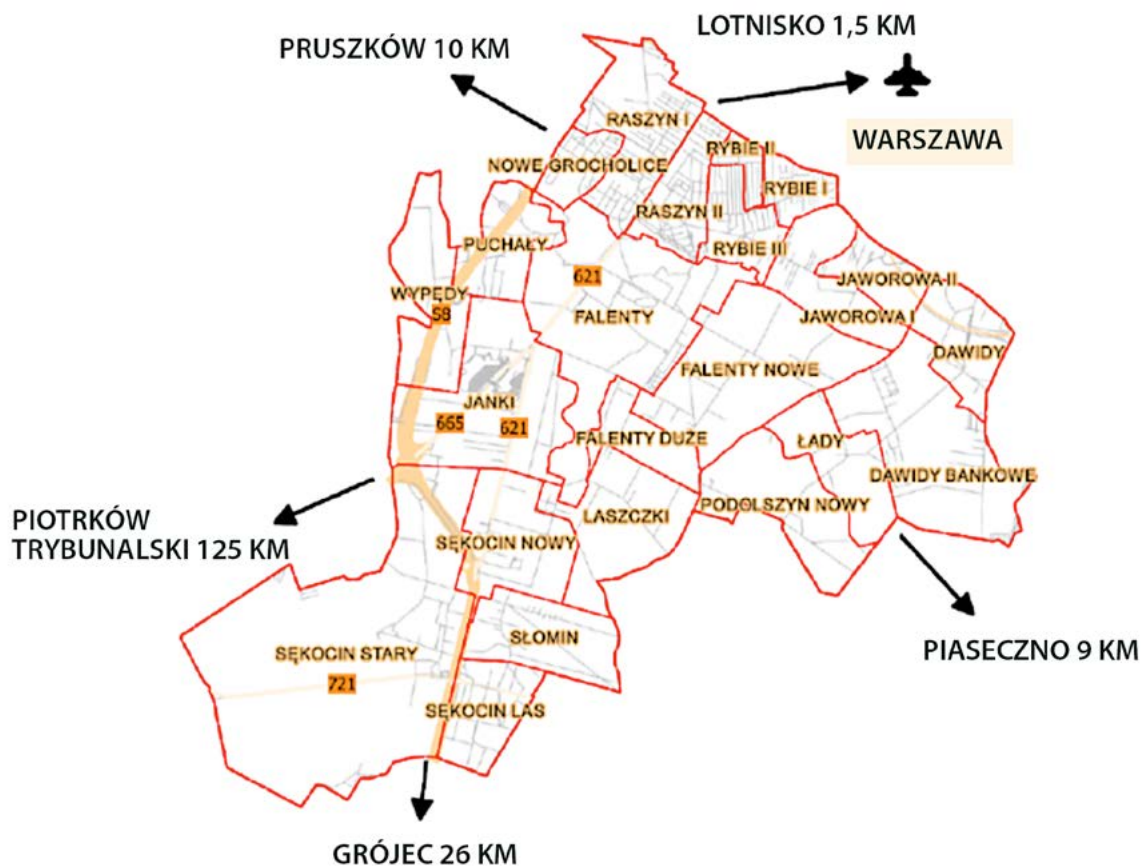 LOTNISKO 1,5 KM
PRUSZKÓW 10 KM
WARSZAWA
RASZYN I
RYBIE II
NOWE GROCHOLICE
RYBIE I
RASZYN II
PUCHAŁY
RYBIE III
621
JAWOROWA II
WYPĘDY
S8
FALENTY
JAWOROWA I
DAWIDY
FALENTY NOWE
JANKI
665
621
FALENTY DUŻE
ŁADY
DAWIDY BANKOWE
PODOLSZYN NOWY
LASZCZKI
PIOTRKÓW
TRYBUNALSKI 125 KM
SĘKOCIN NOWY
SŁOMIN
PIASECZNO 9 KM
SĘKOCIN STARY
721
SĘKOCIN LAS
GRÓJEC 26 KM